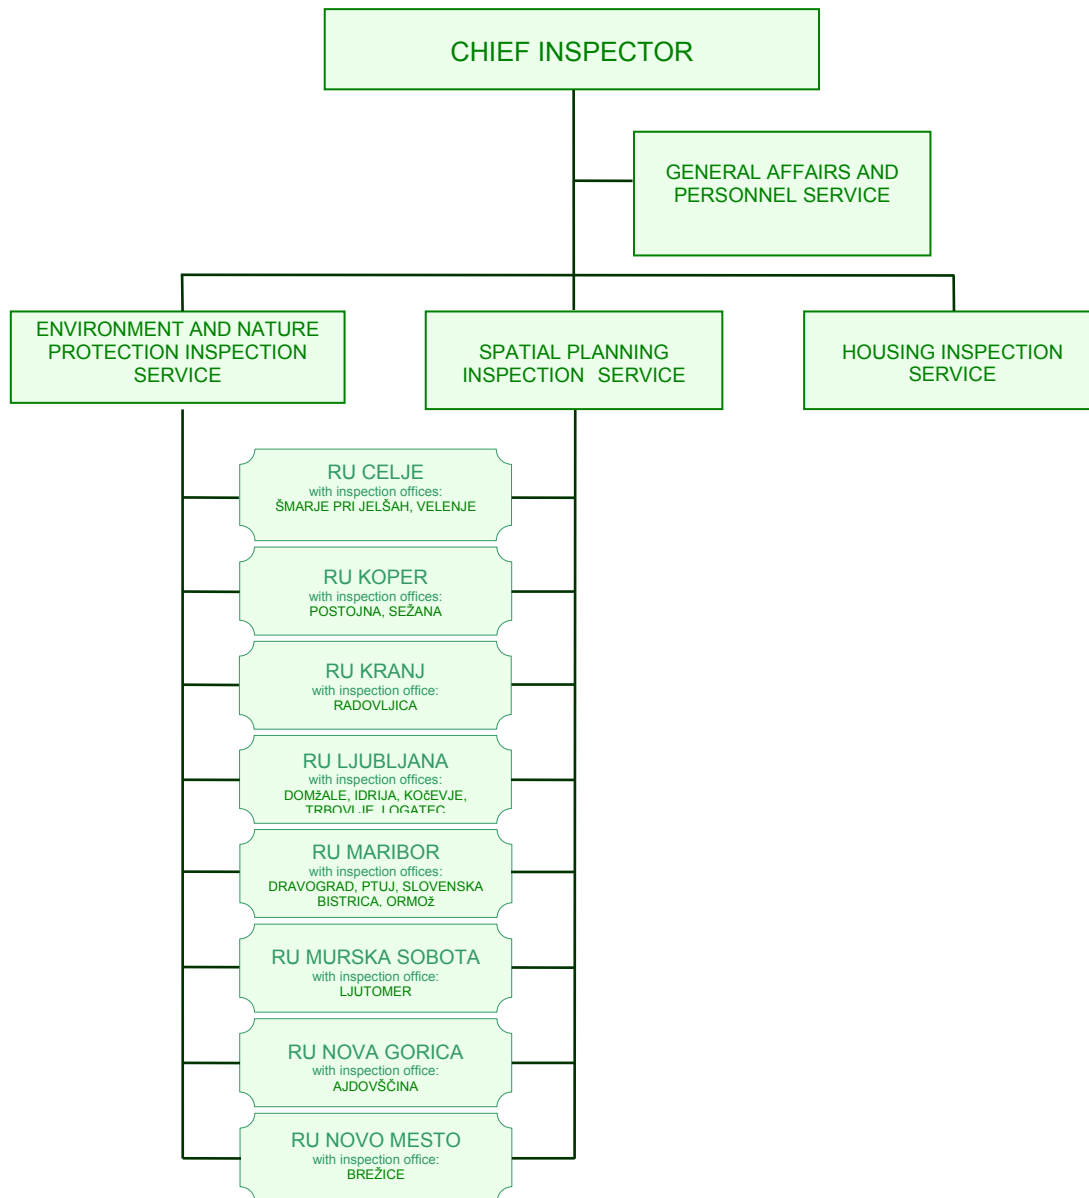 CHIEF INSPECTOR
GENERAL AFFAIRS AND
PERSONNEL SERVICE
ENVIRONMENT AND NATURE
PROTECTION INSPECTION
SERVICE
SPATIAL PLANNING
INSPECTION SERVICE
HOUSING INSPECTION
SERVICE
RU CELJE
with inspection offices:
ŠMARJE PRI JELŠAH, VELENJE
RU KOPER
with inspection offices:
POSTOJNA, SEŽANA
RU KRANJ
with inspection office:
RADOVLJICA
RU LJUBLJANA
with inspection offices:
DOMžALE, IDRIJA, KOčEVJE,
TRBOVLJE, LOGATEC
RU MARIBOR
with inspection offices:
DRAVOGRAD, PTUJ, SLOVENSKA
BISTRICA, ORMOž
RU MURSKA SOBOTA
with inspection office:
LJUTOMER
RU NOVA GORICA
with inspection office:
AJDOVŠČINA
RU NOVO MESTO
with inspection office:
BREŽICE